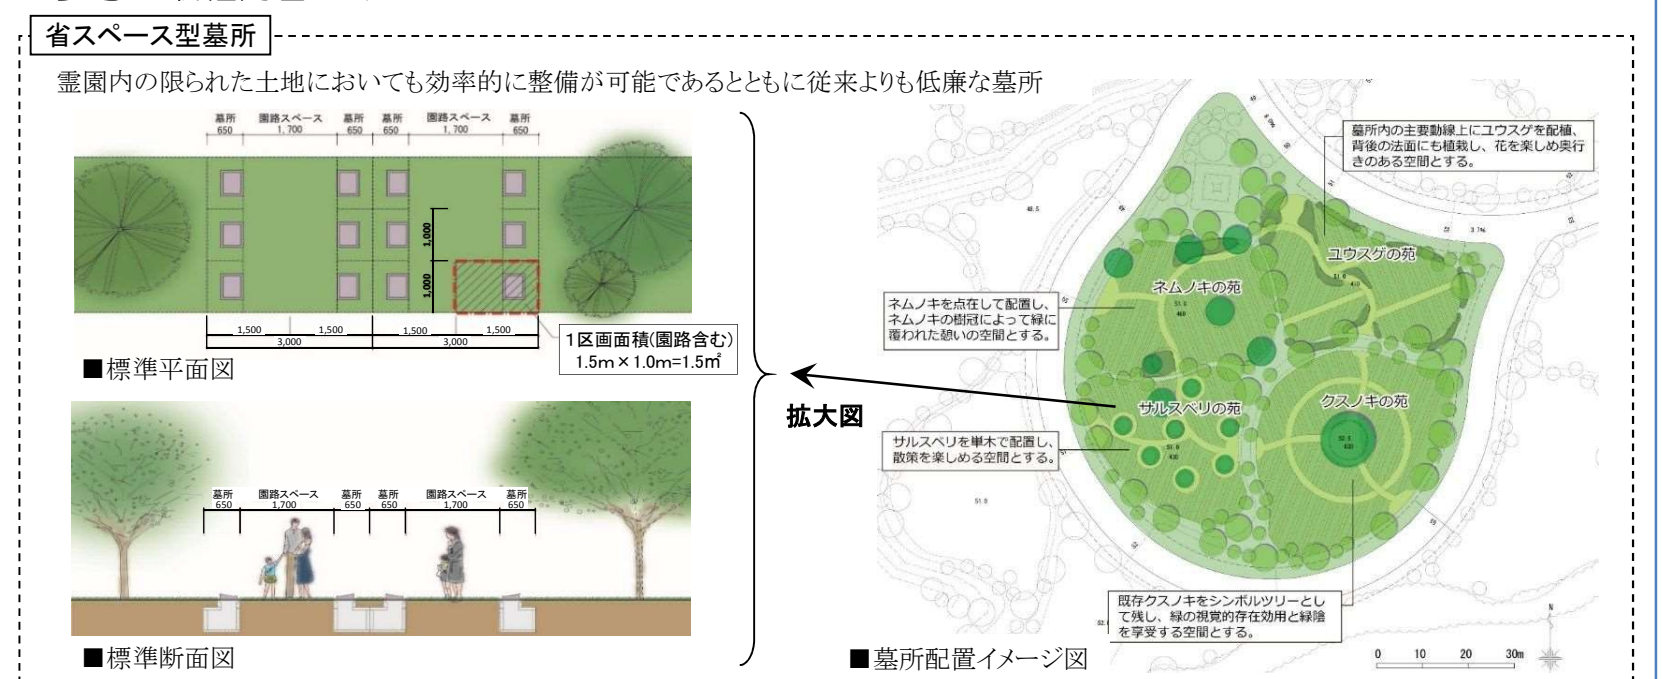 省スペース型墓所
霊園内の限られた土地においても効率的に整備が可能であるとともに従来よりも低廉な墓所
墓所 園路スペース 墓所 墓所 園路スペース 墓所
650 1,700 650 650 1,700 650
1,000
1,000
1,500 1,500 1,500 1,500
3,000 3,000
1区画面積(園路含む)
1.5m×1.0m=1.5㎡
■標準平面図
墓所 園路スペース 墓所 墓所 園路スペース 墓所
650 1,700 650 650 1,700 650
■標準断面図
拡大図
墓所内の主要動線上にユウスゲを配植、
背後の法面にも植栽し、花を楽しめ奥行
きのある空間とする。
ユウスゲの苑
ネムノキの苑
ネムノキを点在して配置し、
ネムノキの樹冠によって緑に
覆われた憩いの空間とする。
サルスベリの苑
クスノキの苑
サルスベリを単木で配置し、
散策を楽しめる空間とする。
既存クスノキをシンボルツリーとし
て残し、緑の視覚的存在効用と緑陰
を享受する空間とする。
■墓所配置イメージ図
0 10 20 30m
N